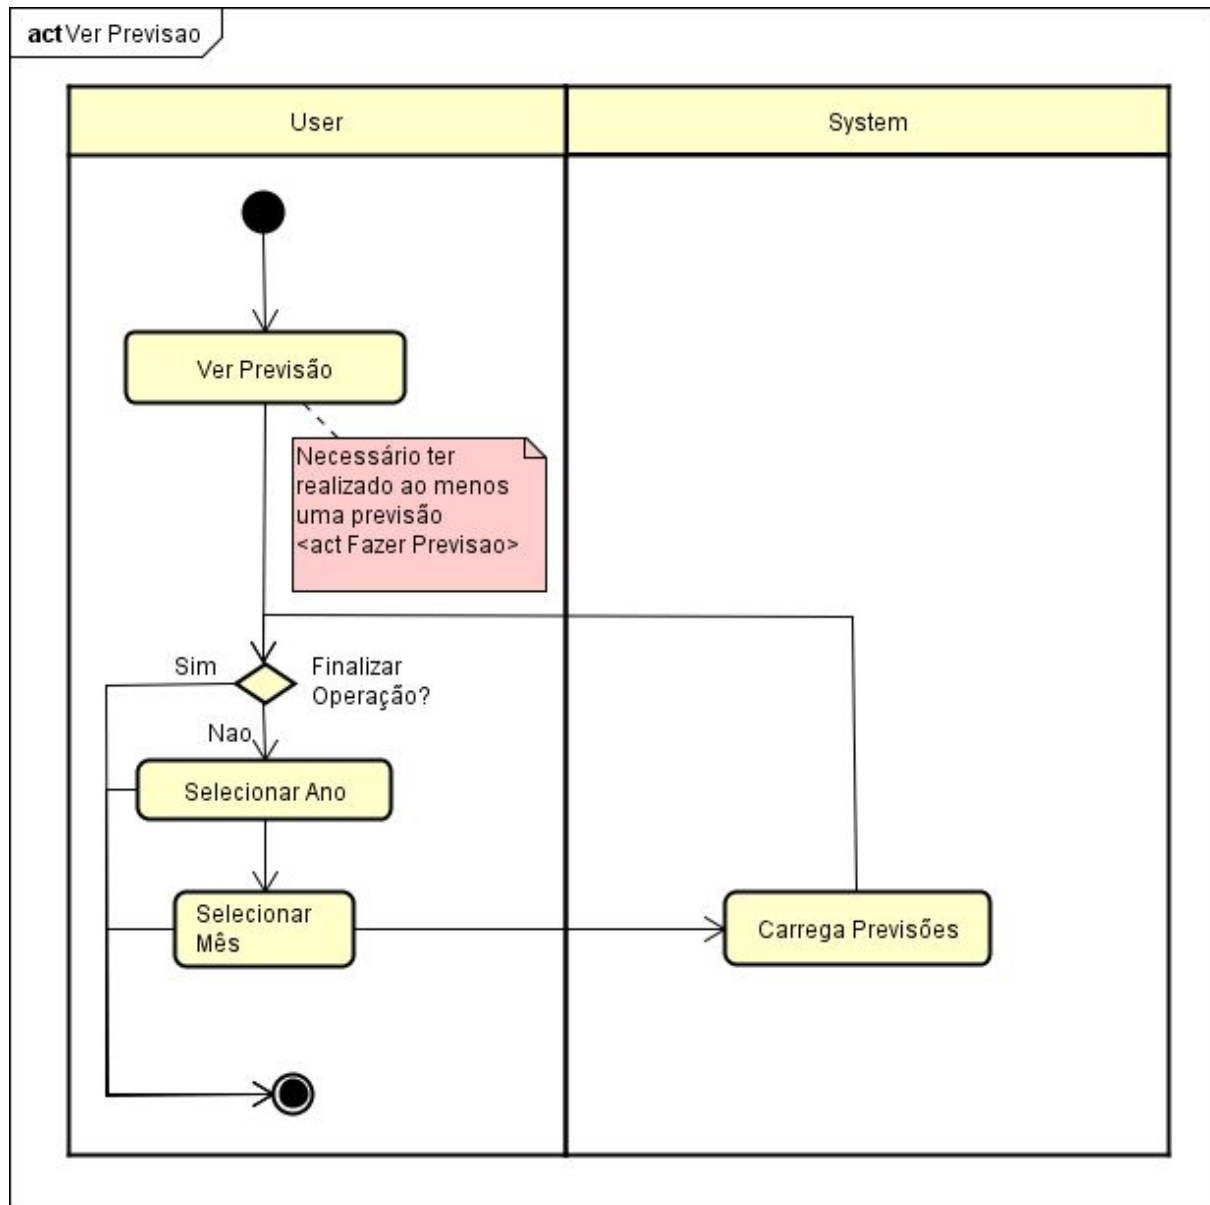 act Ver Previsao
User
System
Ver Previsão
Necessário ter
realizado ao menos
uma previsão
<act Fazer Previsao>
Sim
Finalizar
Operação?
Nao
Selecionar Ano
Selecionar
Mês
Carrega Previsões